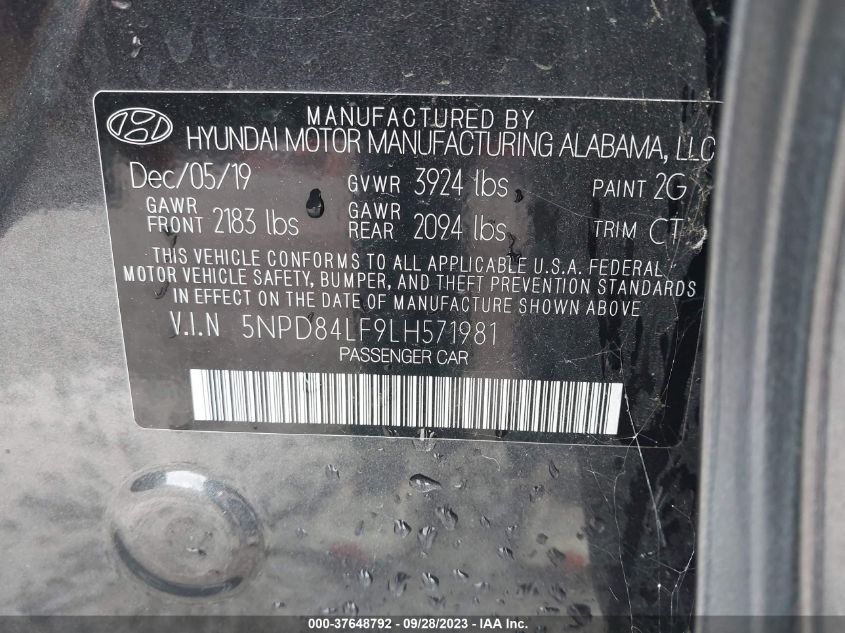 MANUFACTURED BY
HYUNDAI MOTOR MANUFACTURING ALABAMA, LLC
Dec/05/19 GVWR 3924 lbs PAINT 2G
GAWR FRONT 2183 lbs GAWR REAR 2094 lbs TRIM CT
THIS VEHICLE CONFORMS TO ALL APPLICABLE U.S.A. FEDERAL
MOTOR VEHICLE SAFETY, BUMPER, AND THEFT PREVENTION STANDARDS
IN EFFECT ON THE DATE OF MANUFACTURE SHOWN ABOVE
V.I.N 5NPD84LF9LH571981
PASSENGER CAR
000-37648792 - 09/28/2023 - IAA Inc.